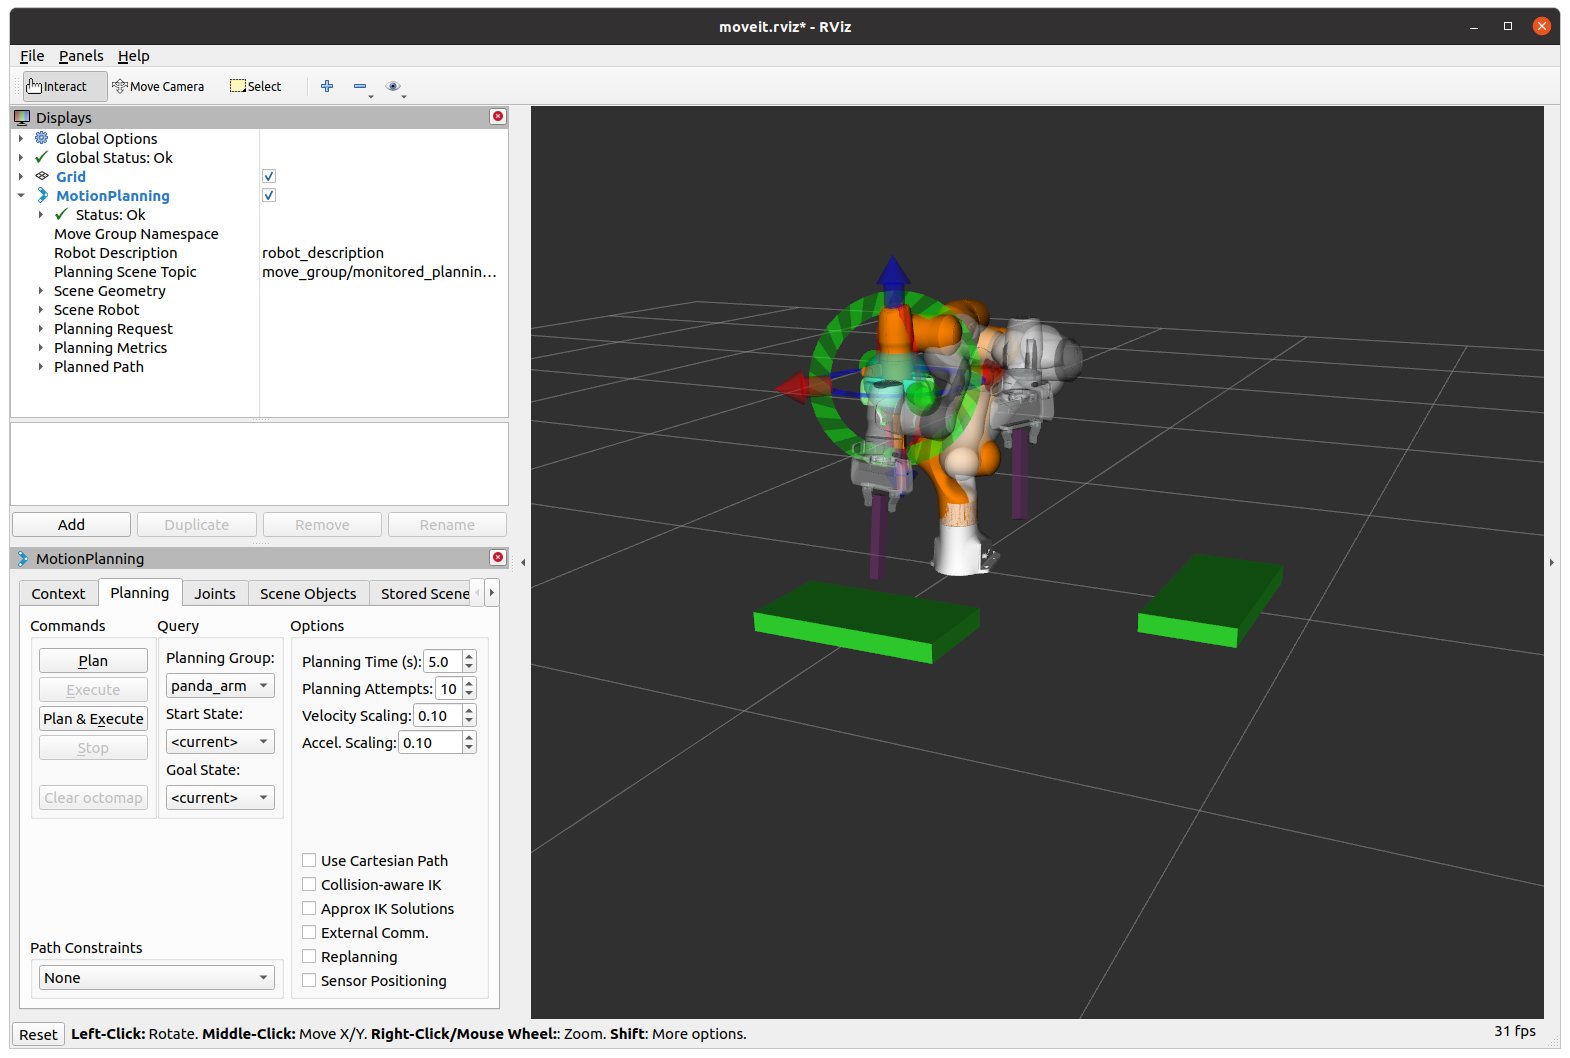 moveit.rviz* - RViz
File Panels Help
Interact Move Camera Select
Displays
Global Options
Global Status: Ok
Grid
MotionPlanning
Status: Ok
Move Group Namespace
Robot Description robot_description
Planning Scene Topic move_group/monitored_plannin...
Scene Geometry
Scene Robot
Planning Request
Planning Metrics
Planned Path
Add Duplicate Remove Rename
MotionPlanning
Context Planning Joints Scene Objects Stored Scene
Commands Query Options
Plan
Execute
Plan & Execute
Stop
Clear octomap
Planning Group:
panda_arm
Start State:
<current>
Goal State:
<current>
Planning Time (s): 5.0
Planning Attempts: 10
Velocity Scaling: 0.10
Accel. Scaling: 0.10
Use Cartesian Path
Collision-aware IK
Approx IK Solutions
External Comm.
Replanning
Sensor Positioning
Path Constraints
None
Reset Left-Click: Rotate. Middle-Click: Move X/Y. Right-Click/Mouse Wheel:: Zoom. Shift: More options. 31 fps